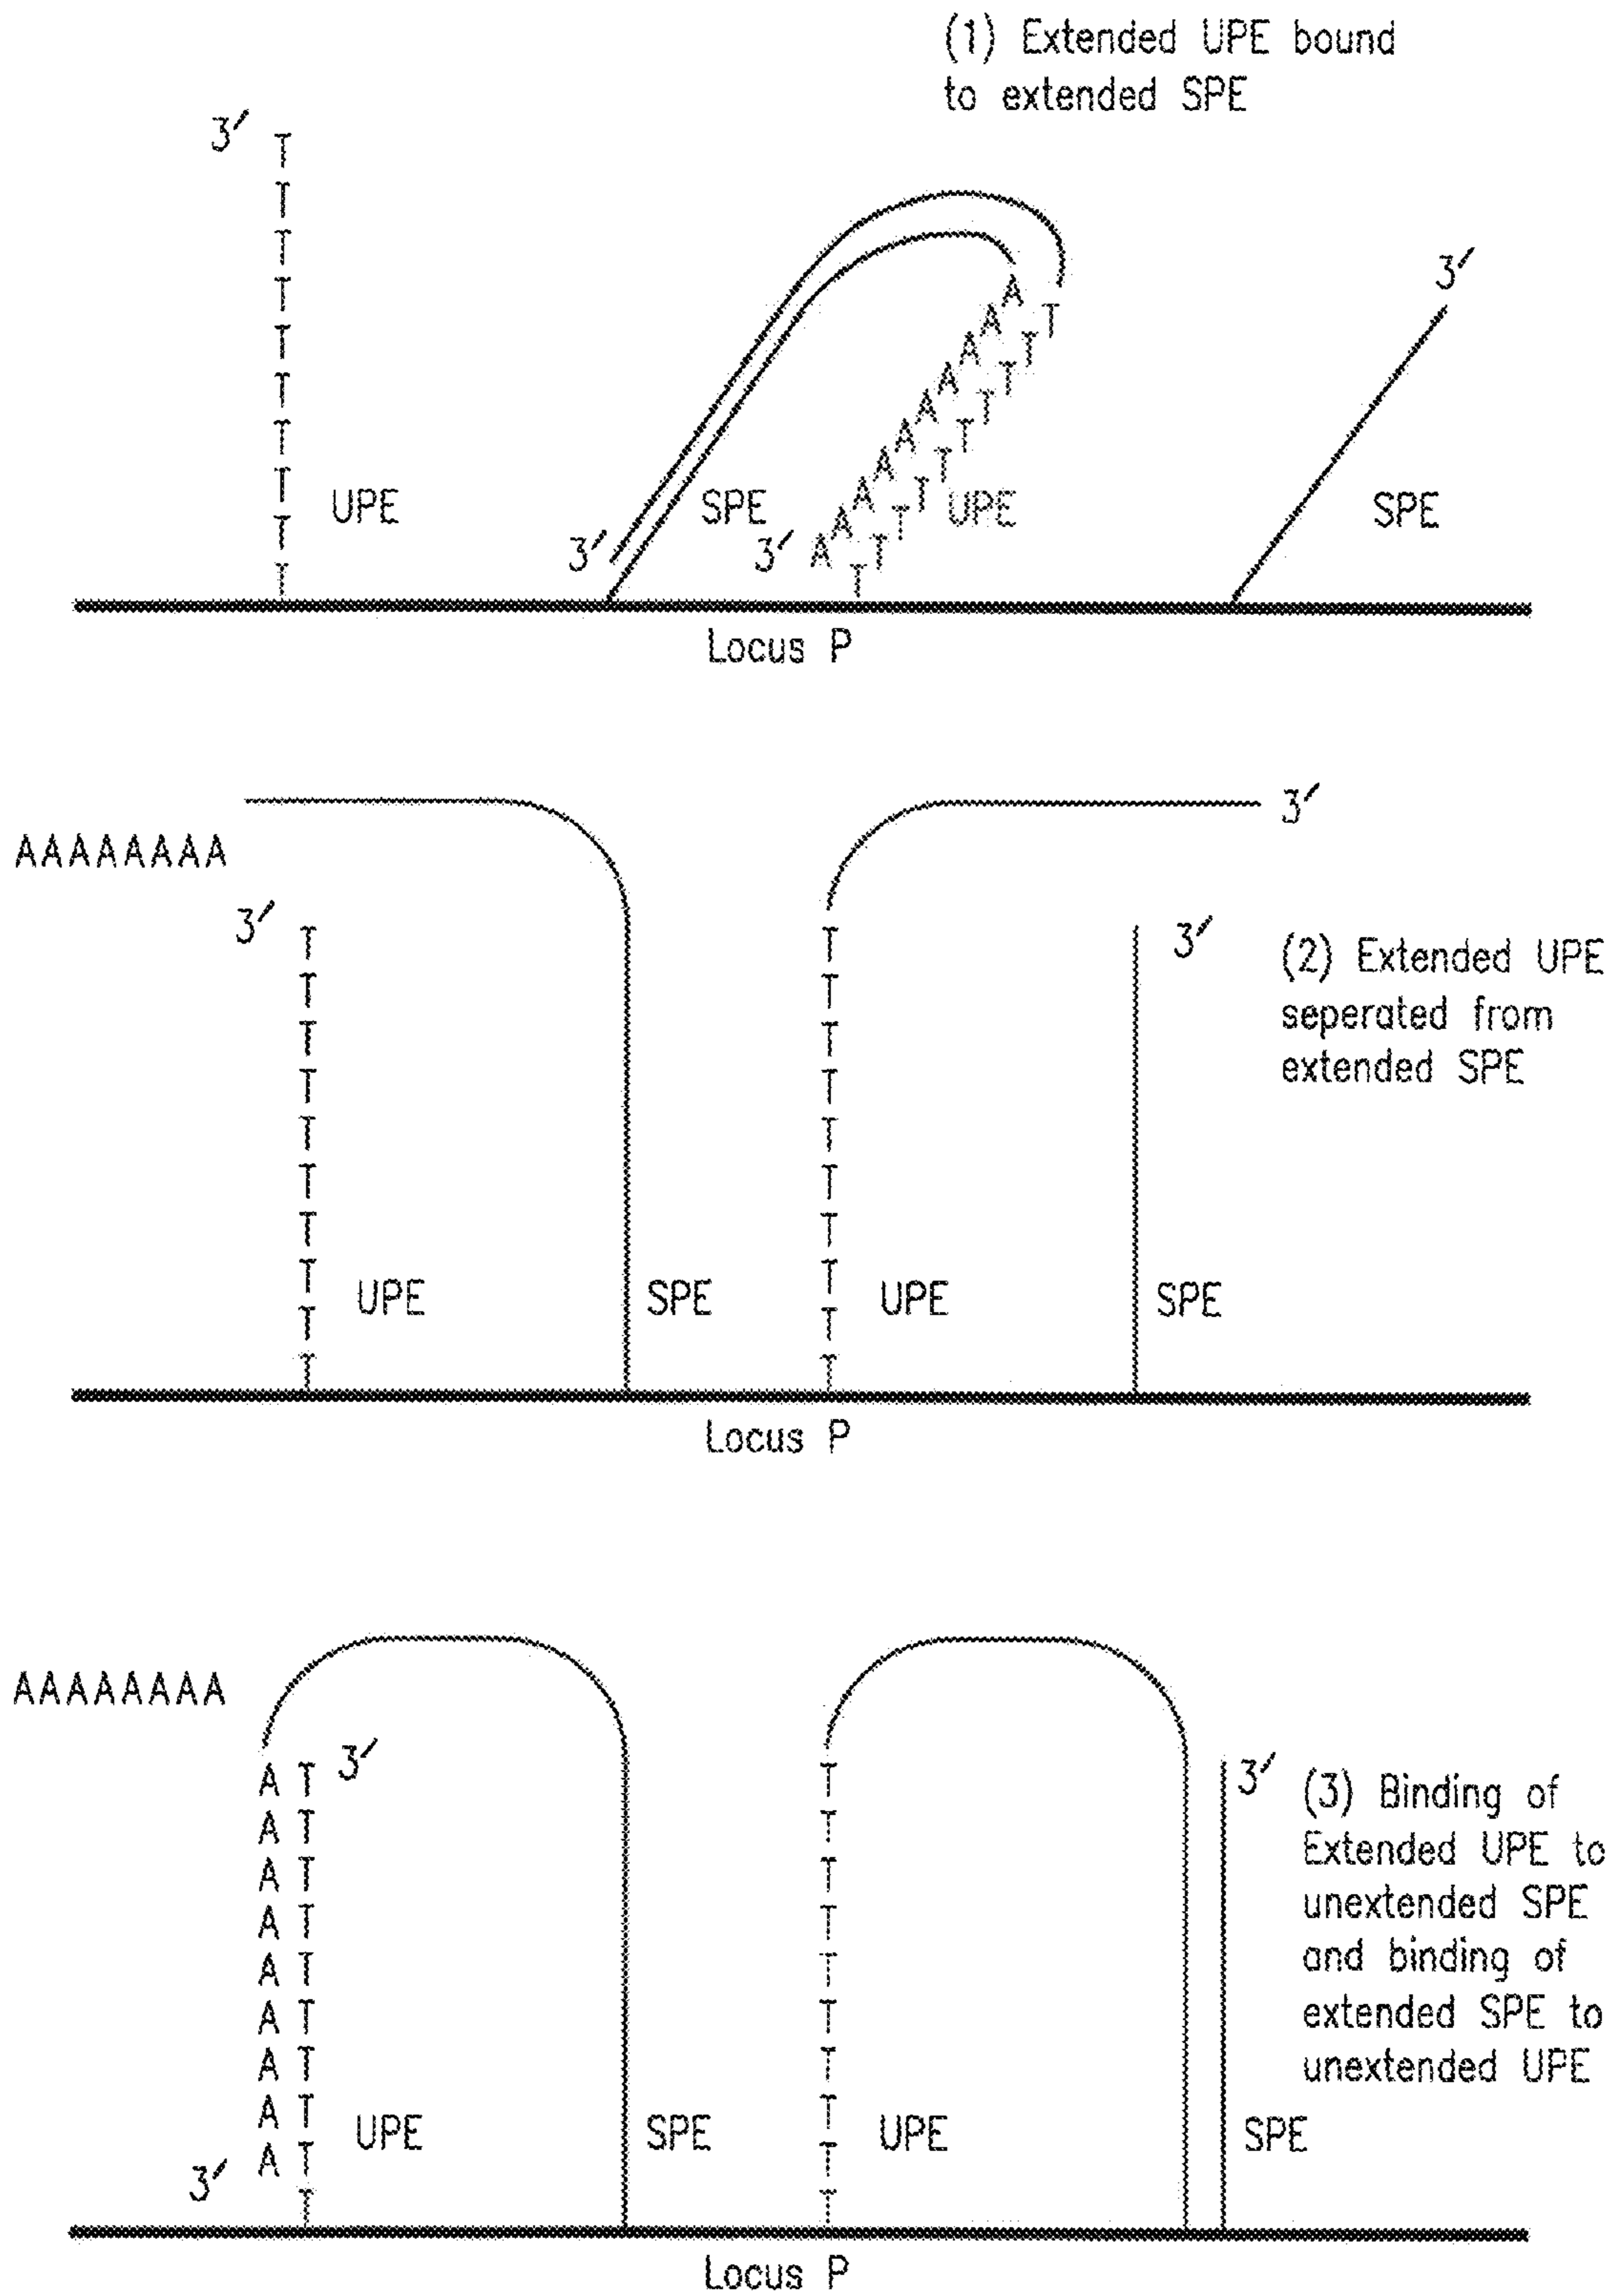 (1) Extended UPE bound
to extended SPE
3′
T
T
T
T
T
T
T
T
T
T
UPE
3′
SPE
3′
A
A
A
A
A
A
A
A
A
A
T
T
T
T
T
T
T
T
T
T
UPE
3′
SPE
Locus P
AAAAAAAA
3′
3′
T
T
T
T
T
T
T
T
T
T
UPE
SPE
T
T
T
T
T
T
T
T
T
T
UPE
3′
SPE
(2) Extended UPE
seperated from
extended SPE
Locus P
AAAAAAAA
3′
A T
A T
A T
A T
A T
A T
A T
A T
A T
T
3′
UPE
SPE
T
T
T
T
T
T
T
T
T
T
UPE
3′
SPE
(3) Binding of
Extended UPE to
unextended SPE
and binding of
extended SPE to
unextended UPE
Locus P